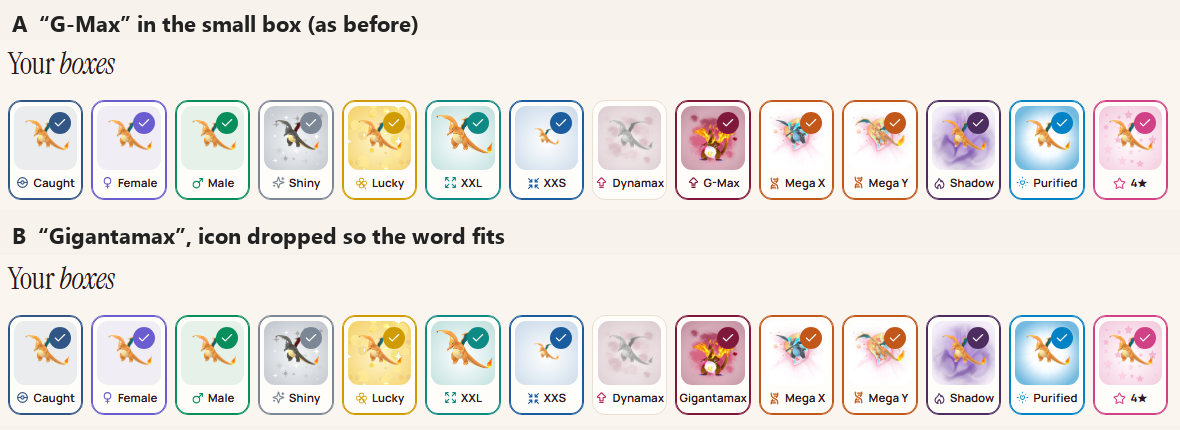 A “G-Max” in the small box (as before)
Your boxes
Caught Female Male Shiny Lucky XXL XXS Dynamax G-Max Mega X Mega Y Shadow Purified 4★
B “Gigantamax”, icon dropped so the word fits
Your boxes
Caught Female Male Shiny Lucky XXL XXS Dynamax Gigantamax Mega X Mega Y Shadow Purified 4★